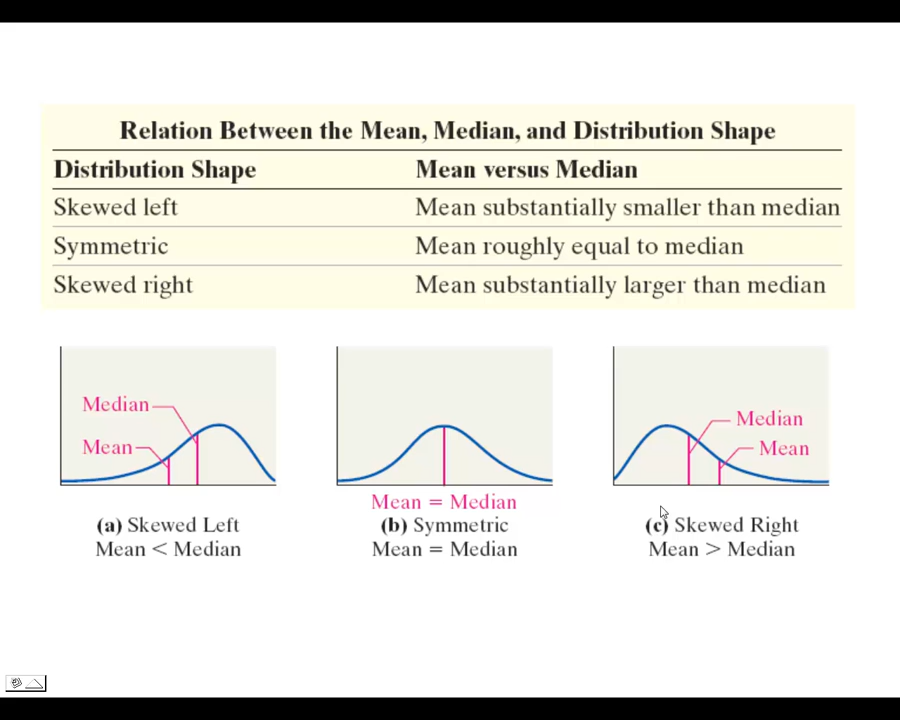 Relation Between the Mean, Median, and Distribution Shape
Distribution Shape Mean versus Median
Skewed left Mean substantially smaller than median
Symmetric Mean roughly equal to median
Skewed right Mean substantially larger than median
Median
Mean
(a) Skewed Left
Mean < Median
Mean = Median
(b) Symmetric
Mean = Median
Median
Mean
(c) Skewed Right
Mean > Median